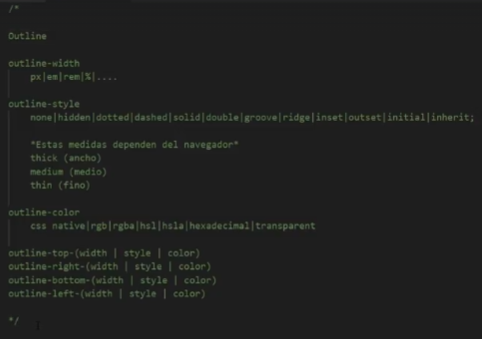 /*
Outline
outline-width
px|em|rem|%|....
outline-style
none|hidden|dotted|dashed|solid|double|groove|ridge|inset|outset|initial|inherit;
*Estas medidas dependen del navegador*
thick (ancho)
medium (medio)
thin (fino)
outline-color
css native|rgb|rgba|hsl|hsla|hexadecimal|transparent
outline-top-(width | style | color)
outline-right-(width | style | color)
outline-bottom-(width | style | color)
outline-left-(width | style | color)
*/